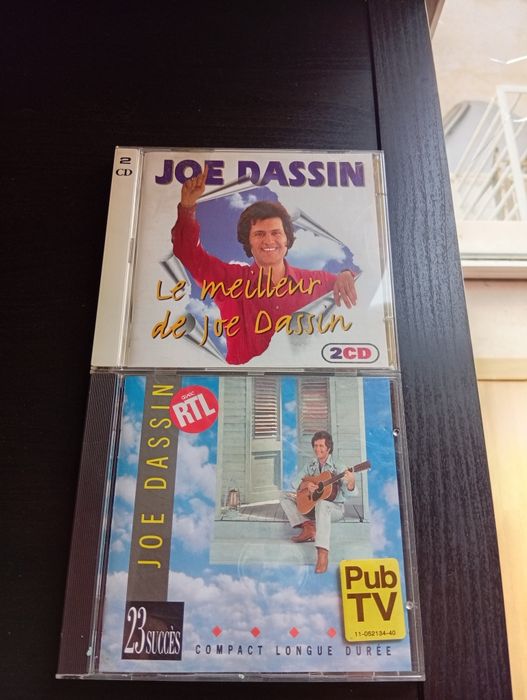 2
CD
JOE DASSIN
Le meilleur
de Joe Dassin
2CD
JOE DASSIN
avec
RTL
23 SUCCÈS
COMPACT LONGUE DURÉE
Pub
TV
11-052134-40